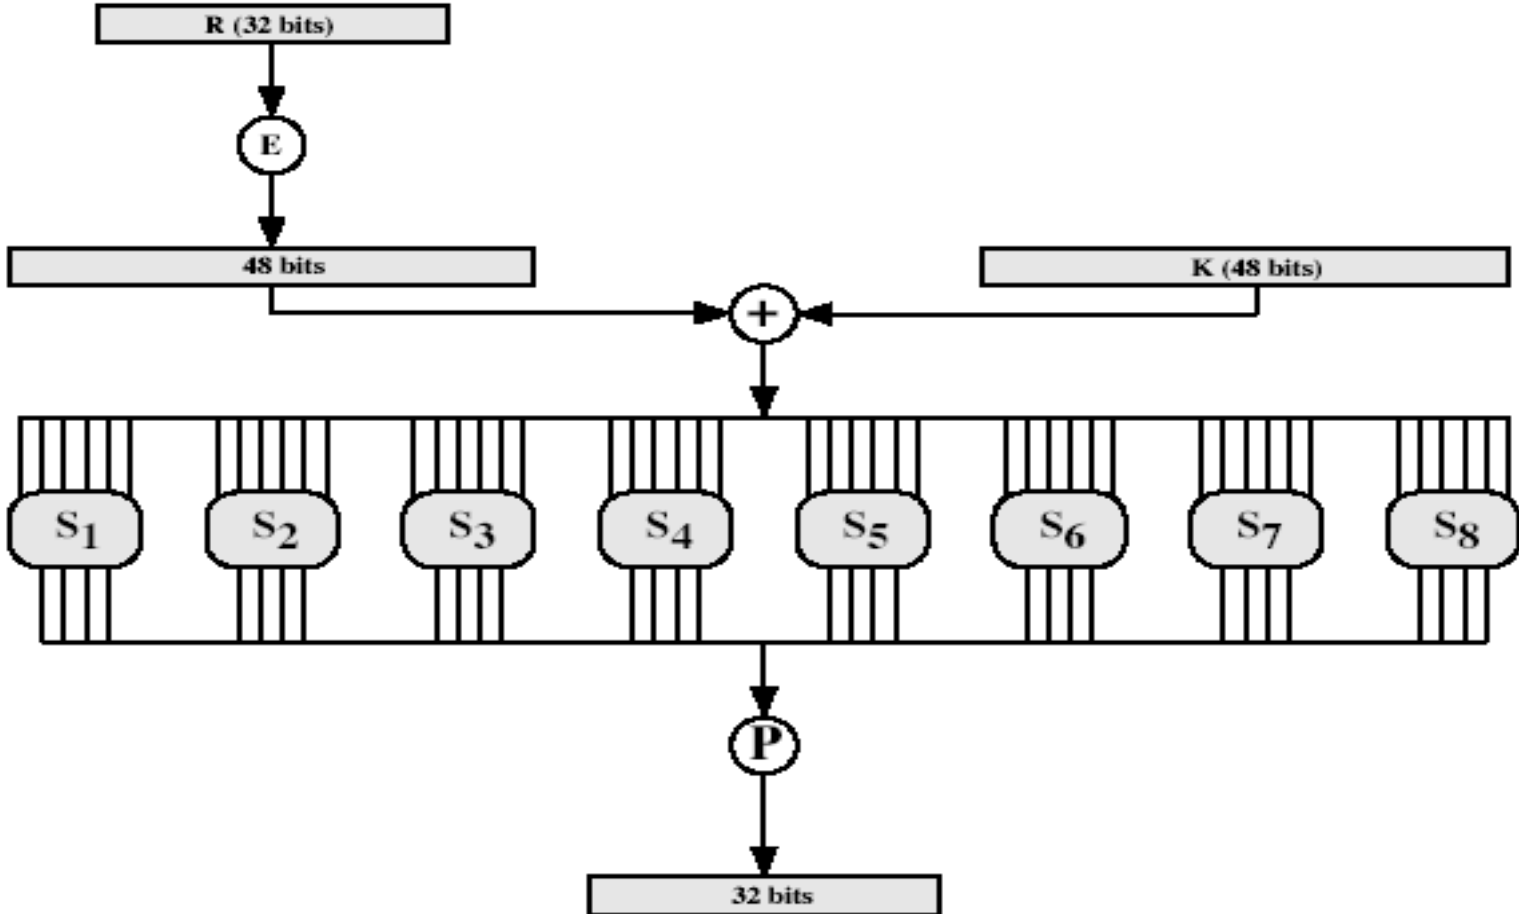 R (32 bits)
E
48 bits
K (48 bits)
+
S1 S2 S3 S4 S5 S6 S7 S8
P
32 bits